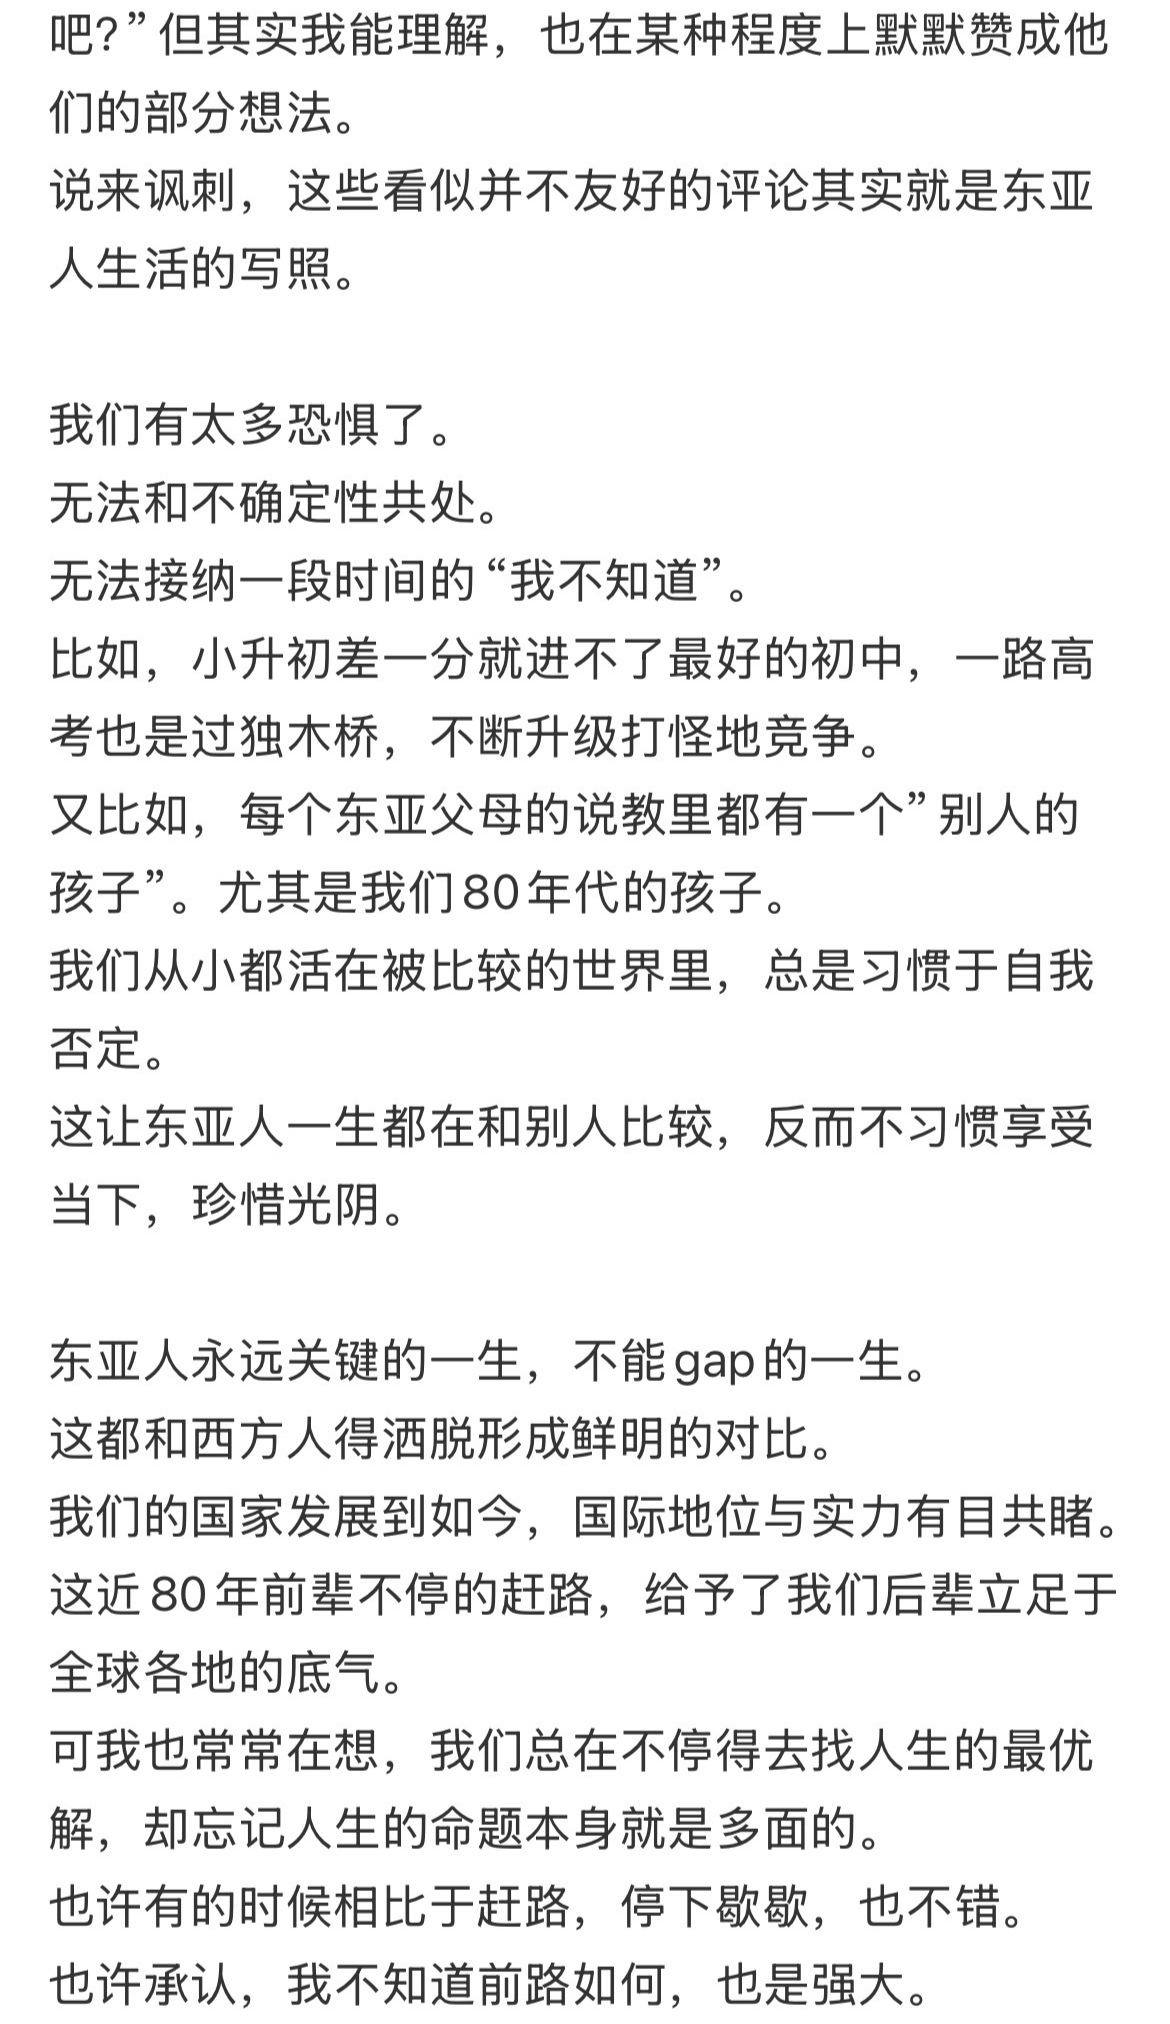 吧?”但其实我能理解，也在某种程度上默默赞成他
们的部分想法。
说来讽刺，这些看似并不友好的评论其实就是东亚
人生活的写照。
我们有太多恐惧了。
无法和不确定性共处。
无法接纳一段时间的“我不知道”。
比如，小升初差一分就进不了最好的初中，一路高
考也是过独木桥，不断升级打怪地竞争。
又比如，每个东亚父母的说教里都有一个”别人的
孩子”。尤其是我们80年代的孩子。
我们从小都活在被比较的世界里，总是习惯于自我
否定。
这让东亚人一生都在和别人比较，反而不习惯享受
当下，珍惜光阴。
东亚人永远关键的一生，不能gap的一生。
这都和西方人得洒脱形成鲜明的对比。
我们的国家发展到如今，国际地位与实力有目共睹。
这近80年前辈不停的赶路，给予了我们后辈立足于
全球各地的底气。
可我也常常在想，我们总在不停得去找人生的最优
解，却忘记人生的命题本身就是多面的。
也许有的时候相比于赶路，停下歇歇，也不错。
也许承认，我不知道前路如何，也是强大。